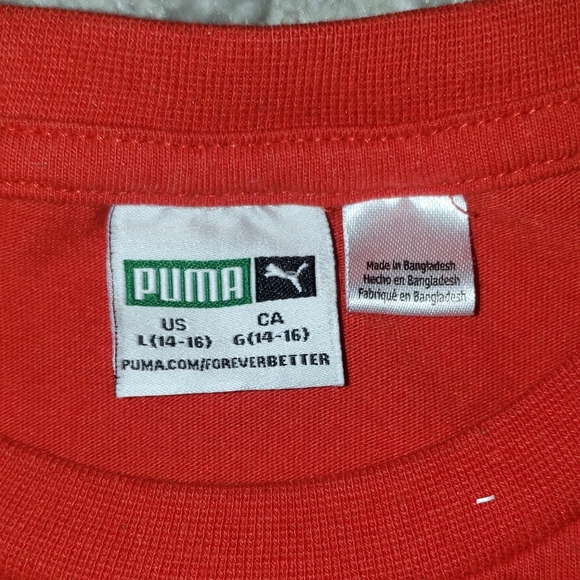 PUMA
US CA
L(14-16) G(14-16)
PUMA.COM/FOREVERBETTER
Made in Bangladesh
Hecho en Bangladesh
Fabriqué en Bangladesh